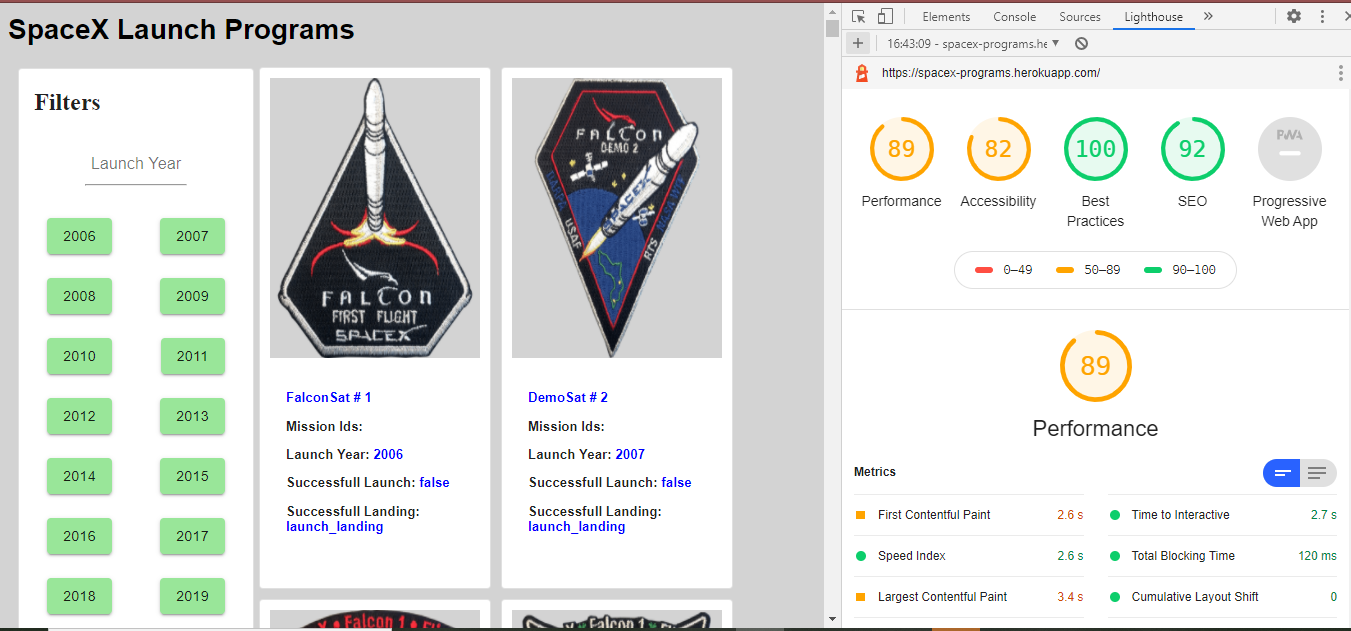 SpaceX Launch Programs
Filters
Launch Year
2006 2007
2008 2009
2010 2011
2012 2013
2014 2015
2016 2017
2018 2019
FALCON
FIRST FLIGHT
SPACEX
FalconSat # 1
Mission Ids:
Launch Year: 2006
Successfull Launch: false
Successfull Landing:
launch_landing
FALCON
DEMO 2
SPACEX
USAF
RTS
DemoSat # 2
Mission Ids:
Launch Year: 2007
Successfull Launch: false
Successfull Landing:
launch_landing
Falcon 1
Falcon 1
Elements Console Sources Lighthouse »
16:43:09 - spacex-programs.he
https://spacex-programs.herokuapp.com/
89 82 100 92 PWA
Performance Accessibility Best Practices SEO Progressive Web App
0–49 50–89 90–100
89
Performance
Metrics
First Contentful Paint 2.6 s
Time to Interactive 2.7 s
Speed Index 2.6 s
Total Blocking Time 120 ms
Largest Contentful Paint 3.4 s
Cumulative Layout Shift 0